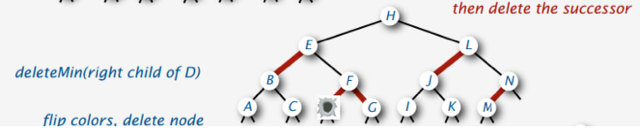 then delete the successor
H
E L
deleteMin(right child of D)
B F J N
A C G I K M
flip colors, delete node